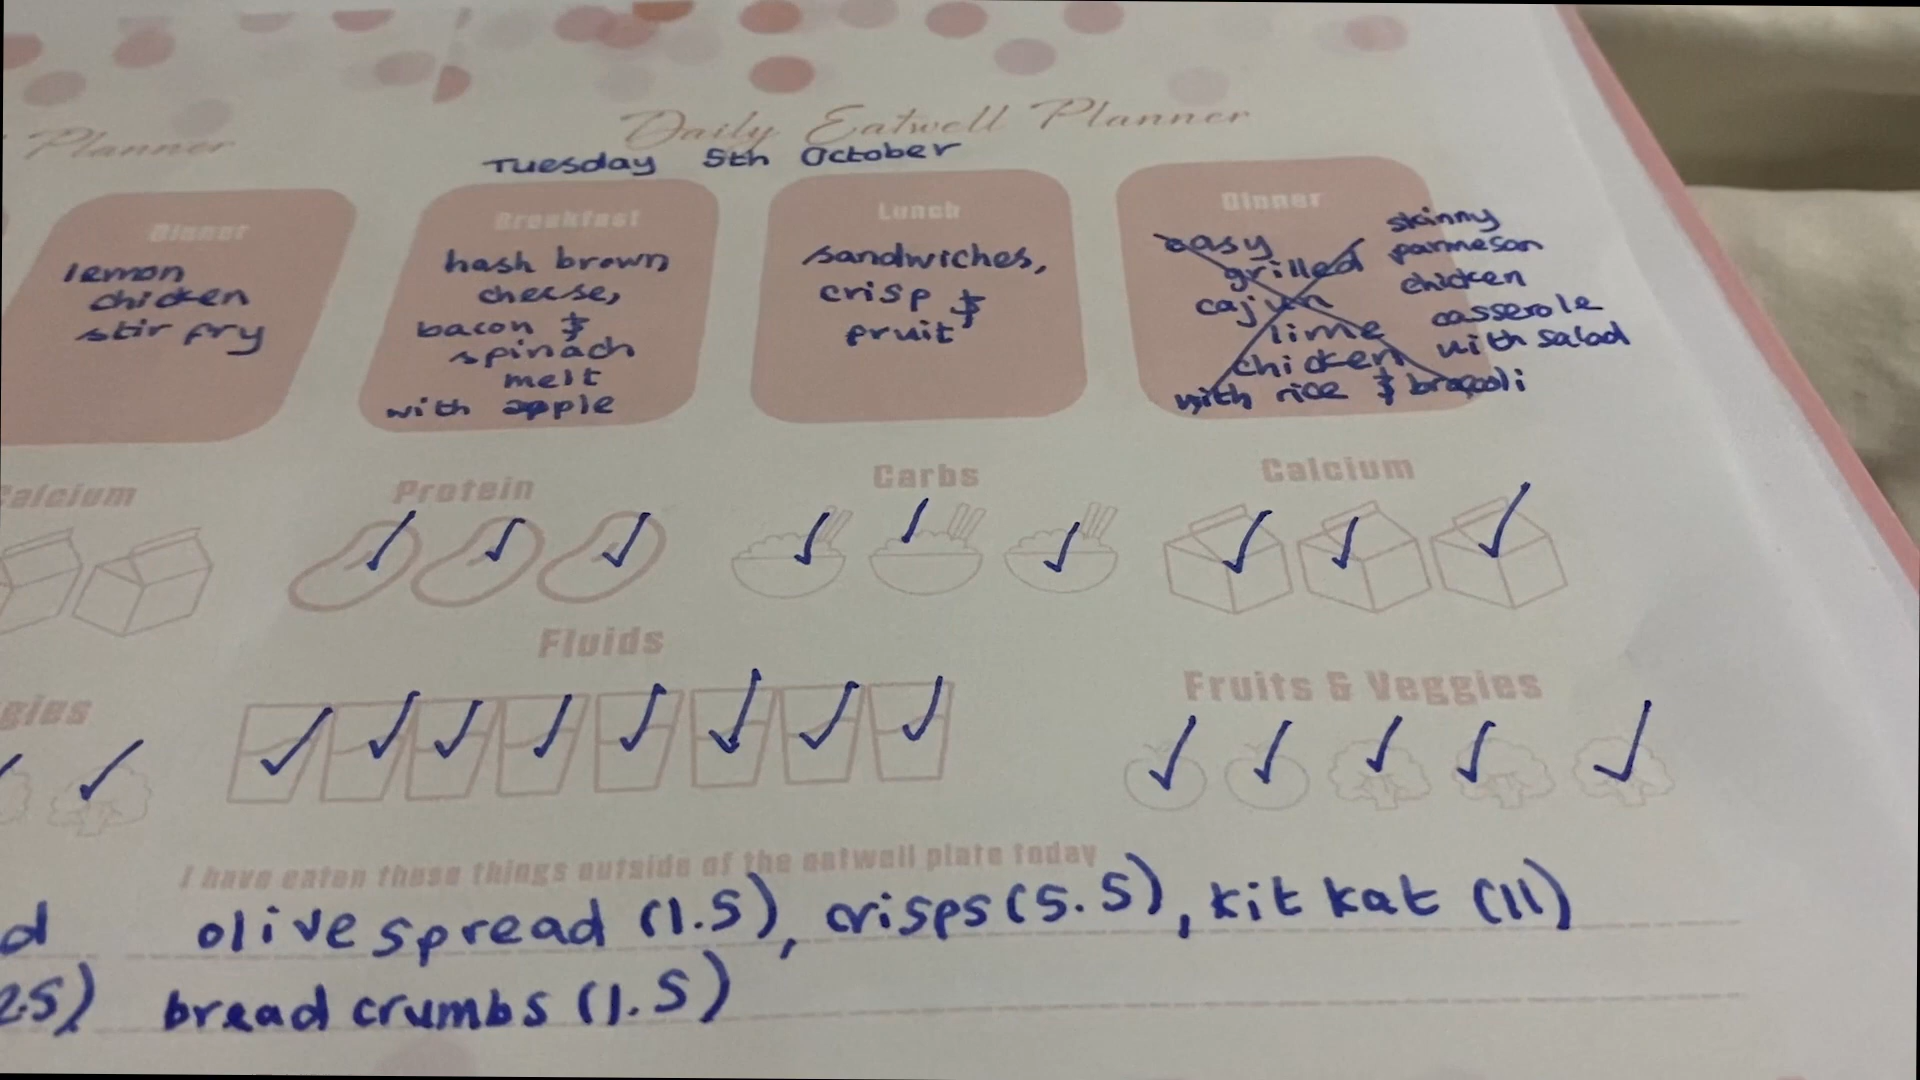 Planner
Daily Eatwell Planner
Tuesday 5th October
Dinner
lemon
chicken
stir fry
Breakfast
hash brown
cheese,
bacon &
spinach
melt
with apple
Lunch
sandwiches,
crisp &
fruit
Dinner
easy
grilled
cajun
lime
chicken
with rice & broccoli
skinny
parmesan
chicken
casserole
with salad
Calcium
Protein
Carbs
Calcium
Fluids
Fruits & Veggies
gies
I have eaten these things outside of the eatwell plate today
d
olive spread (1.5), crisps (5.5), kit kat (11)
2.5)
bread crumbs (1.5)